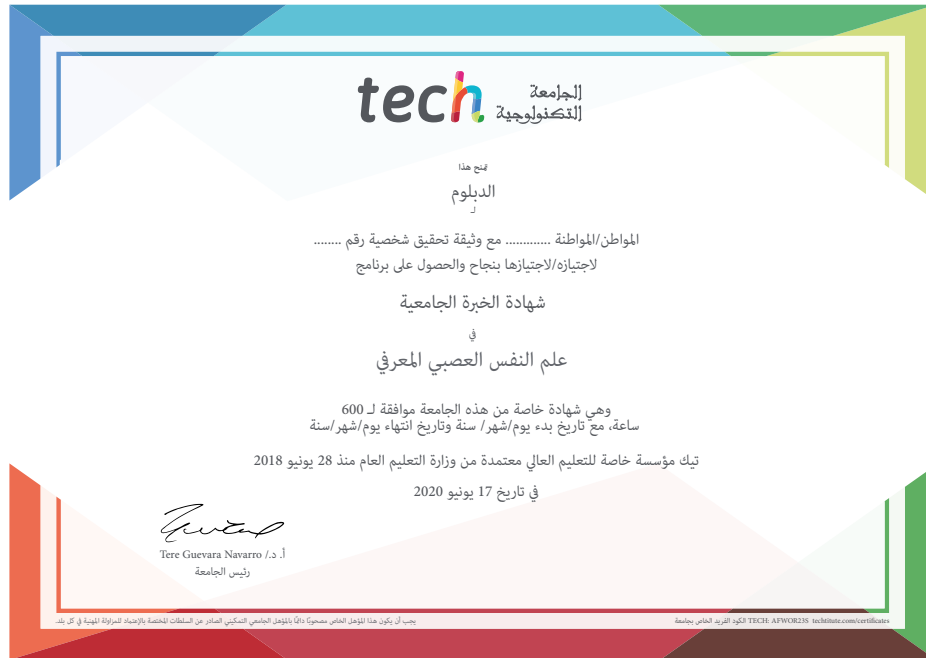 tech الجامعة
التكنولوجية
يمنح هذا
الدبلوم
لـ
المواطن/المواطنة ............. مع وثيقة تحقيق شخصية رقم ........
لاجتيازه/لاجتيازها بنجاح والحصول على برنامج
شهادة الخبرة الجامعية
في
علم النفس العصبي المعرفي
وهي شهادة خاصة من هذه الجامعة موافقة لـ 600
ساعة، مع تاريخ بدء يوم/شهر/ سنة وتاريخ انتهاء يوم/شهر/سنة
تيك مؤسسة خاصة للتعليم العالي معتمدة من وزارة التعليم العام منذ 28 يونيو 2018
في تاريخ 17 يونيو 2020
أ. د./ Tere Guevara Navarro
رئيس الجامعة
يجب أن يكون هذا المؤهل الخاص مصحوبًا دائمًا بالمؤهل الجامعي التمكيني الصادر عن السلطات المختصة بالإعتماد للمزاولة المهنية في كل بلد.
الكود الفريد الخاص بجامعة TECH: AFWOR23S techtitute.com/certificates